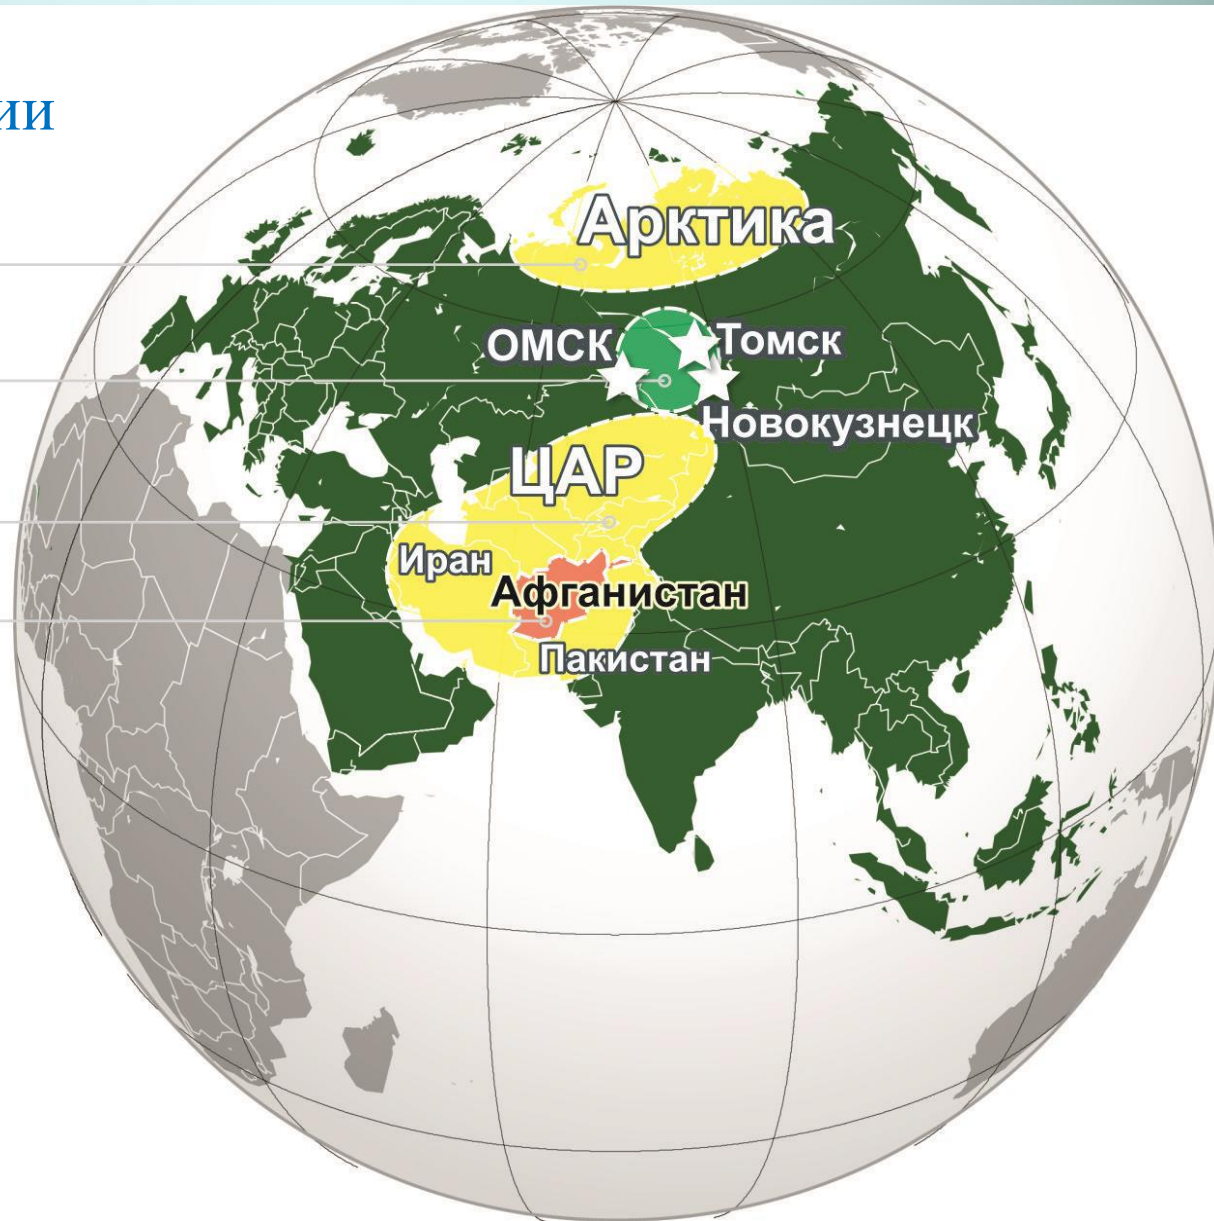 ии
Арктика
ОМСК
Томск
Новокузнецк
ЦАР
Иран
Афганистан
Пакистан